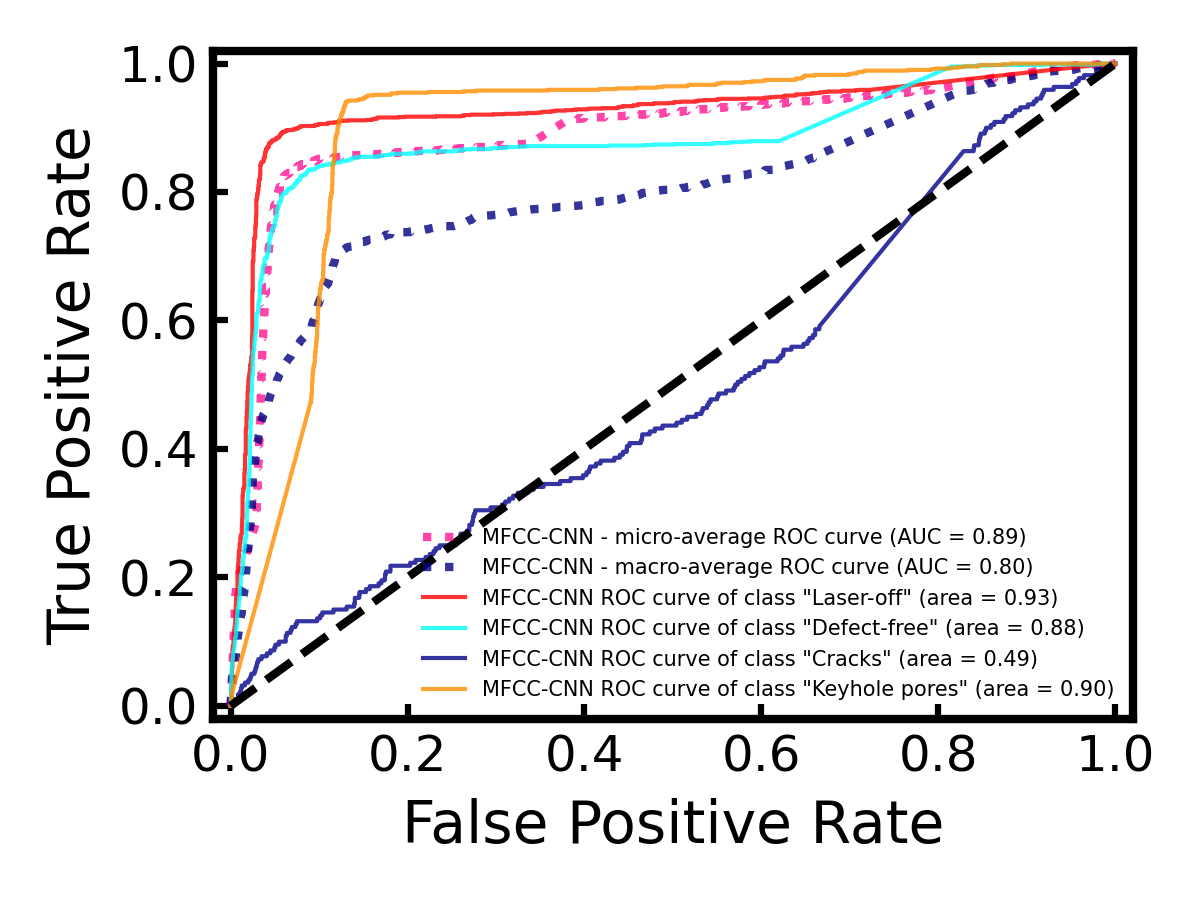 1.0
0.8
0.6
0.4
0.2
0.0
True Positive Rate
MFCC-CNN - micro-average ROC curve (AUC = 0.89)
MFCC-CNN - macro-average ROC curve (AUC = 0.80)
MFCC-CNN ROC curve of class "Laser-off" (area = 0.93)
MFCC-CNN ROC curve of class "Defect-free" (area = 0.88)
MFCC-CNN ROC curve of class "Cracks" (area = 0.49)
MFCC-CNN ROC curve of class "Keyhole pores" (area = 0.90)
0.0 0.2 0.4 0.6 0.8 1.0
False Positive Rate